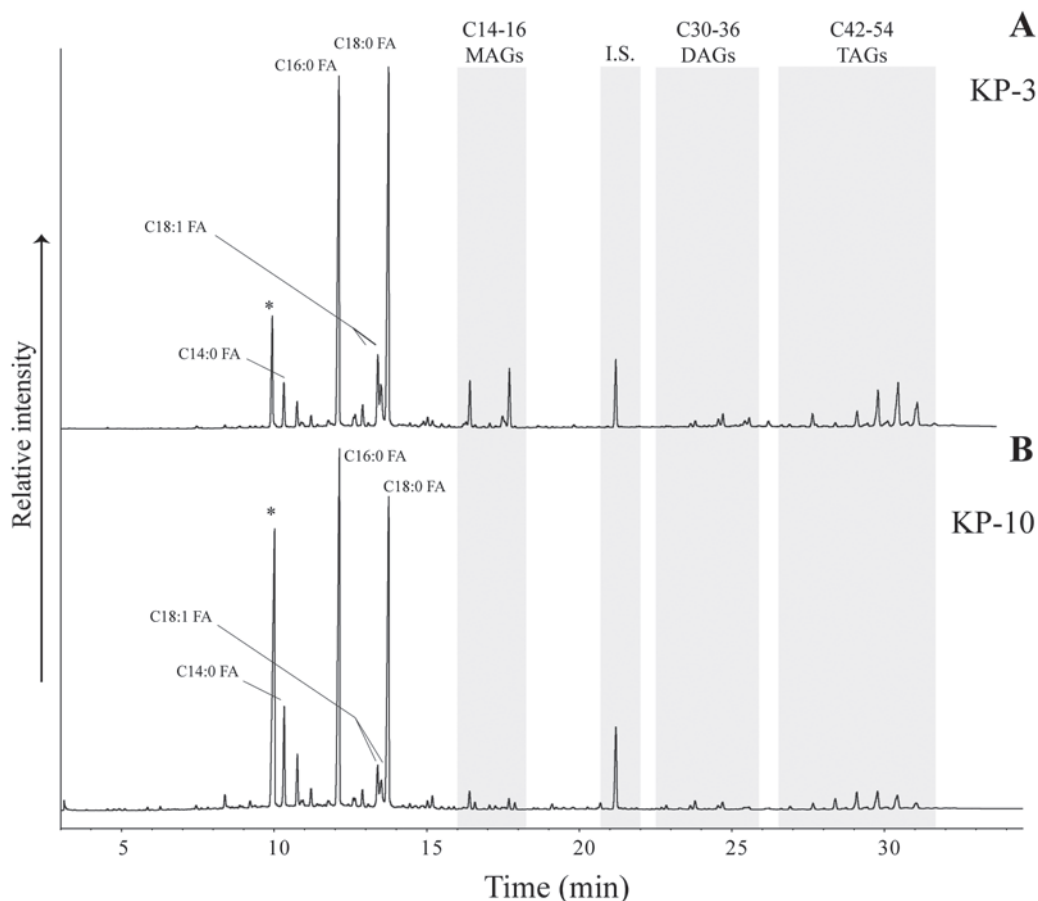 C14-16
MAGs
I.S.
C30-36
DAGs
C42-54
TAGs
A
KP-3
C18:0 FA
C16:0 FA
C18:1 FA
*
C14:0 FA
B
KP-10
C16:0 FA
C18:0 FA
*
C18:1 FA
C14:0 FA
Relative intensity
5 10 15 20 25 30
Time (min)